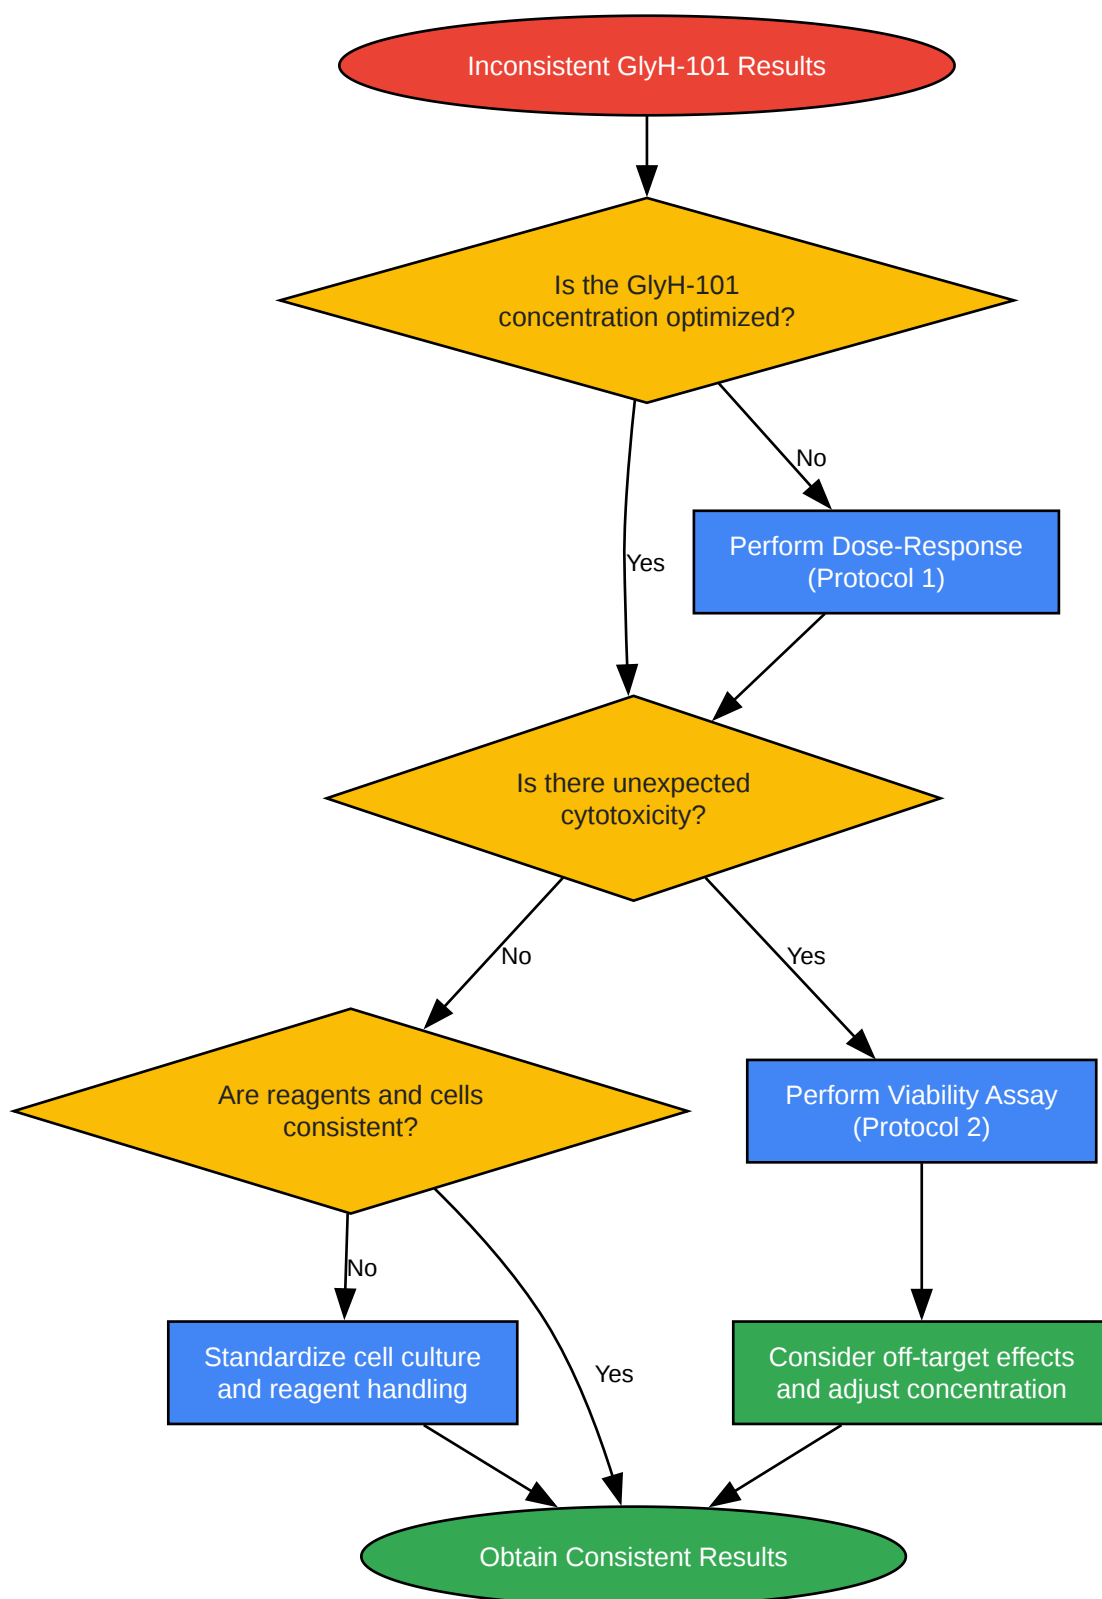 Inconsistent GlyH-101 Results
Is the GlyH-101
concentration optimized?
No
Perform Dose-Response
(Protocol 1)
Yes
Is there unexpected
cytotoxicity?
No
Yes
Are reagents and cells
consistent?
Perform Viability Assay
(Protocol 2)
No
Standardize cell culture
and reagent handling
Yes
Consider off-target effects
and adjust concentration
Obtain Consistent Results